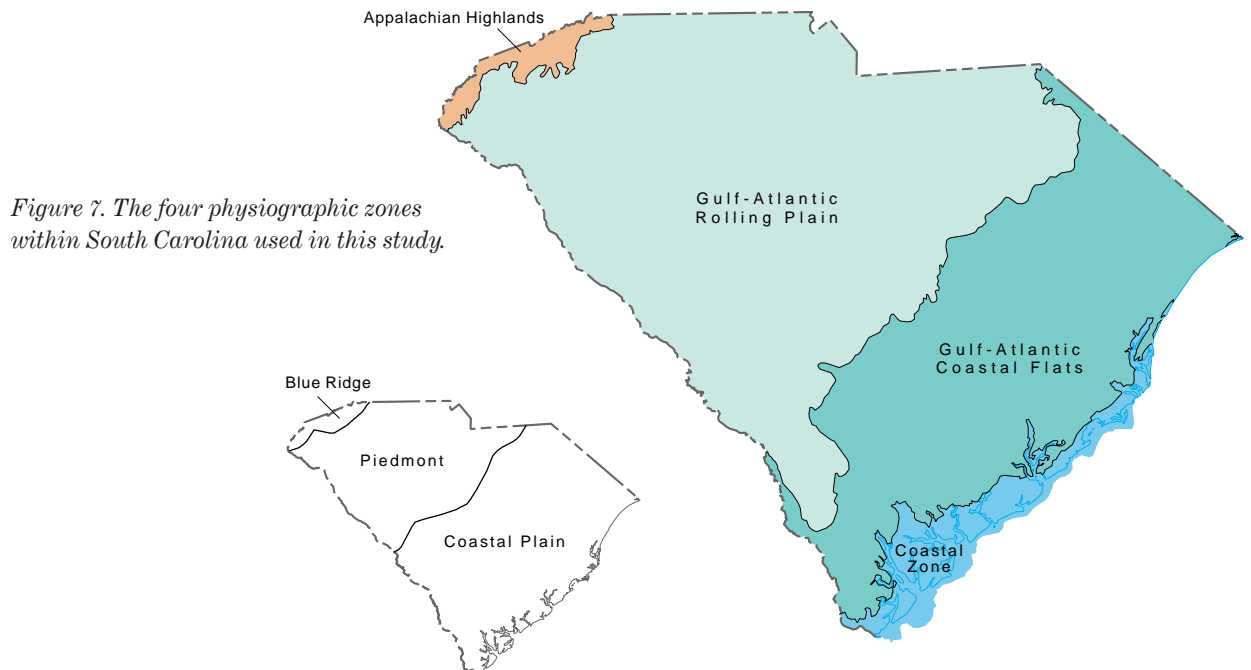 Appalachian Highlands
Gulf-Atlantic
Rolling Plain
Figure 7. The four physiographic zones
within South Carolina used in this study.
Gulf-Atlantic
Coastal Flats
Blue Ridge
Piedmont
Coastal Plain
Coastal
Zone